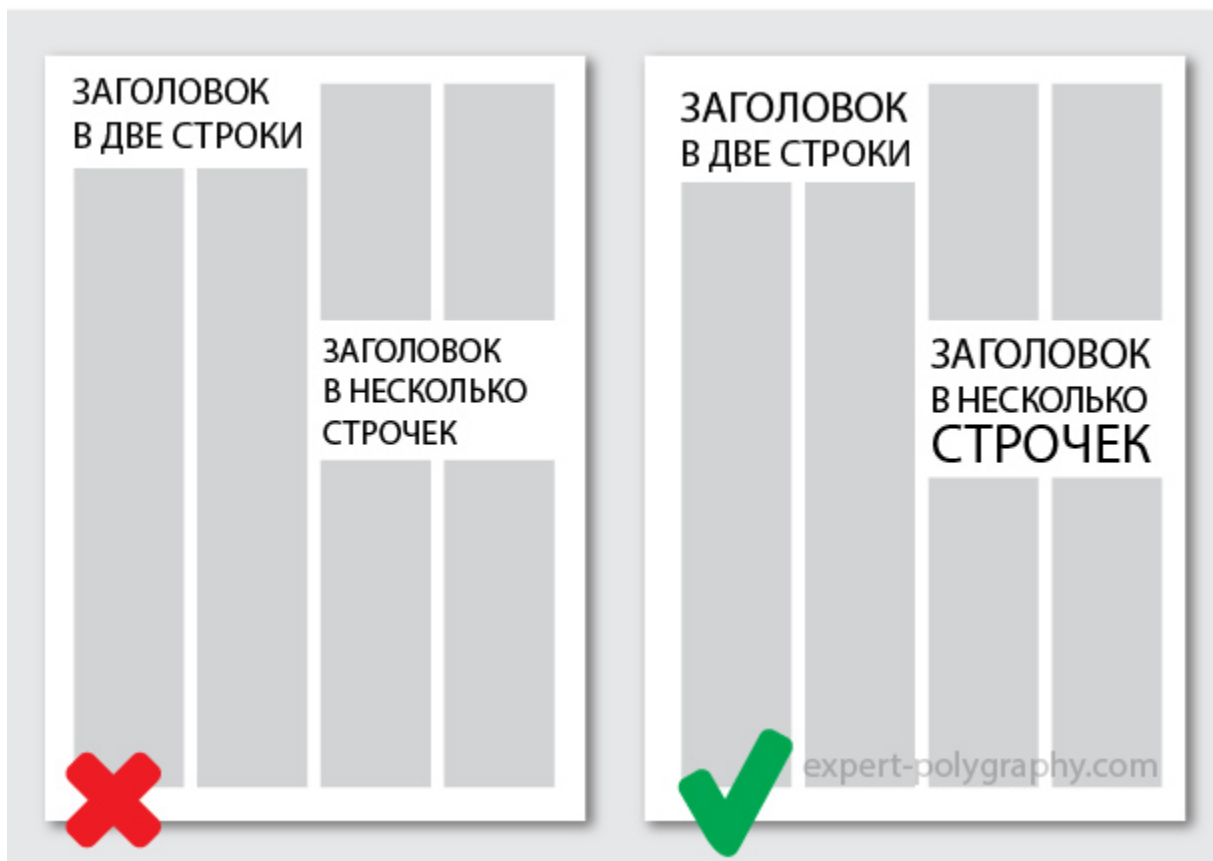 ЗАГОЛОВОК
В ДВЕ СТРОКИ
ЗАГОЛОВОК
В НЕСКОЛЬКО
СТРОЧЕК
ЗАГОЛОВОК
В ДВЕ СТРОКИ
ЗАГОЛОВОК
В НЕСКОЛЬКО
СТРОЧЕК
expert-polygraphy.com